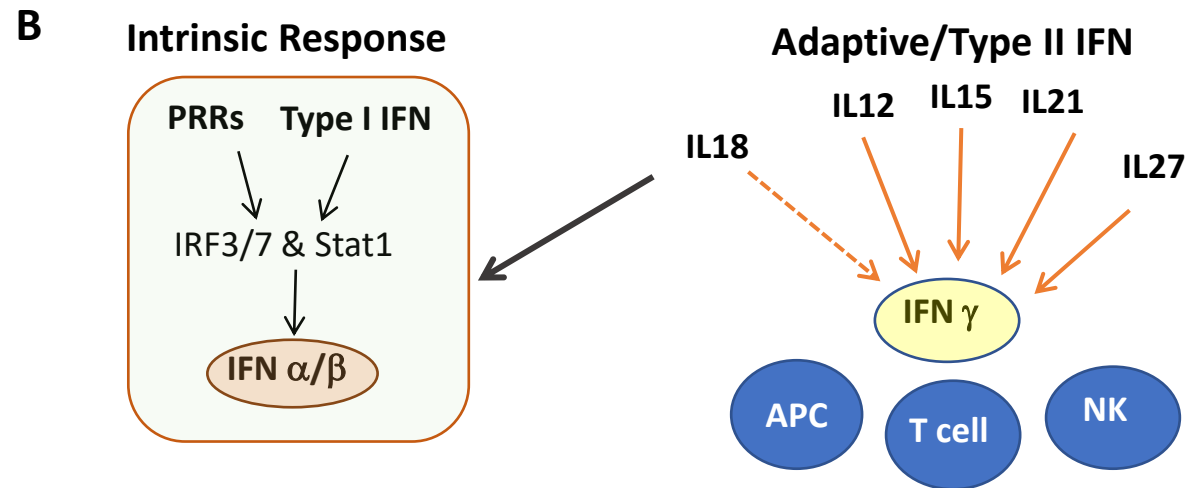 B
Intrinsic Response
PRRs
Type I IFN
IRF3/7 & Stat1
IFN α/β
Adaptive/Type II IFN
IL18
IL12
IL15
IL21
IL27
IFN γ
APC
T cell
NK